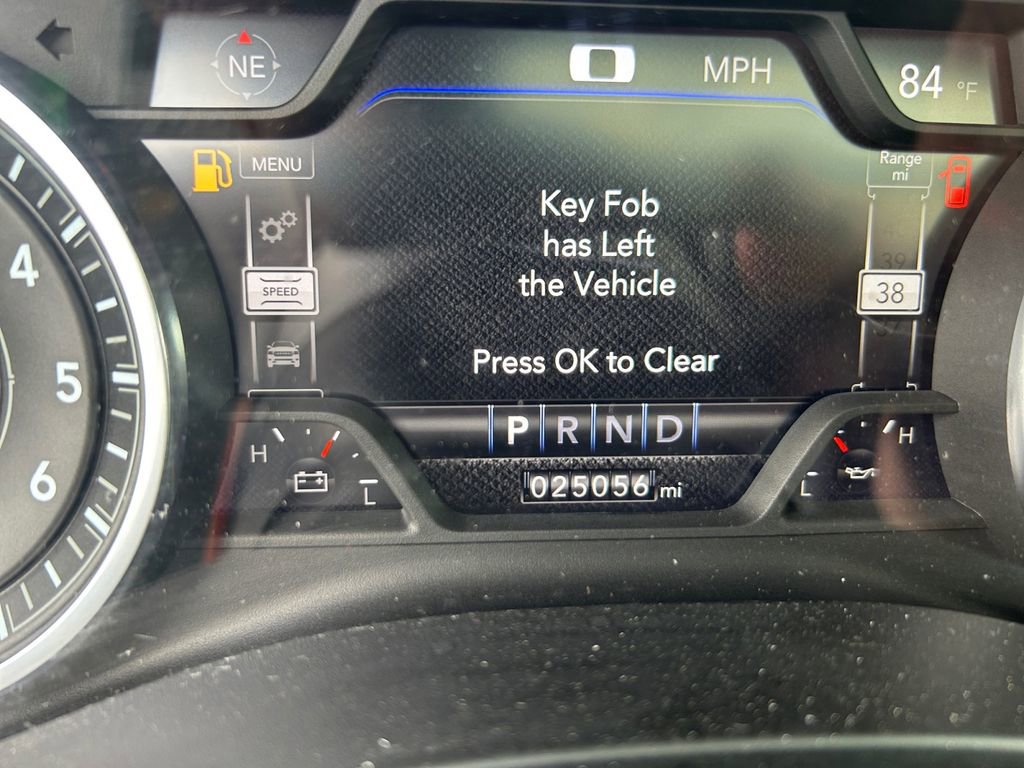 NE
MPH
84 °F
MENU
Range
mi
Key Fob
has Left
the Vehicle
39
SPEED
38
Press OK to Clear
4
5
6
P R N D
H
H
L
L
025056 mi